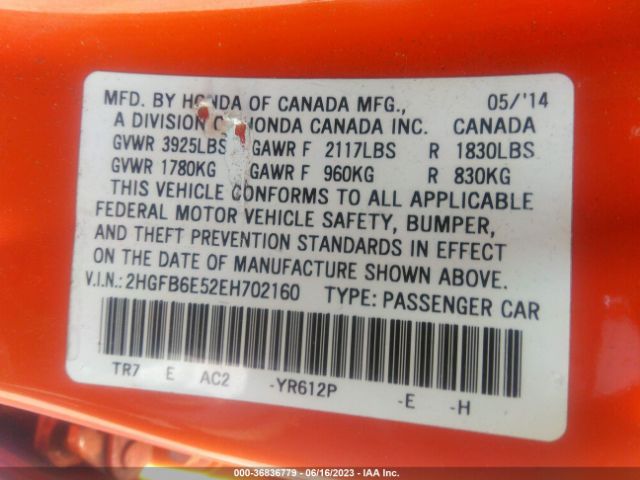 MFD. BY HONDA OF CANADA MFG., 05/'14
A DIVISION OF HONDA CANADA INC. CANADA
GVWR 3925LBS GAWR F 2117LBS R 1830LBS
GVWR 1780KG GAWR F 960KG R 830KG
THIS VEHICLE CONFORMS TO ALL APPLICABLE
FEDERAL MOTOR VEHICLE SAFETY, BUMPER,
AND THEFT PREVENTION STANDARDS IN EFFECT
ON THE DATE OF MANUFACTURE SHOWN ABOVE.
V.I.N.: 2HGFB6E52EH702160 TYPE: PASSENGER CAR
TR7 E AC2 -YR612P -E -H
000-36836779 - 06/16/2023 - IAA Inc.